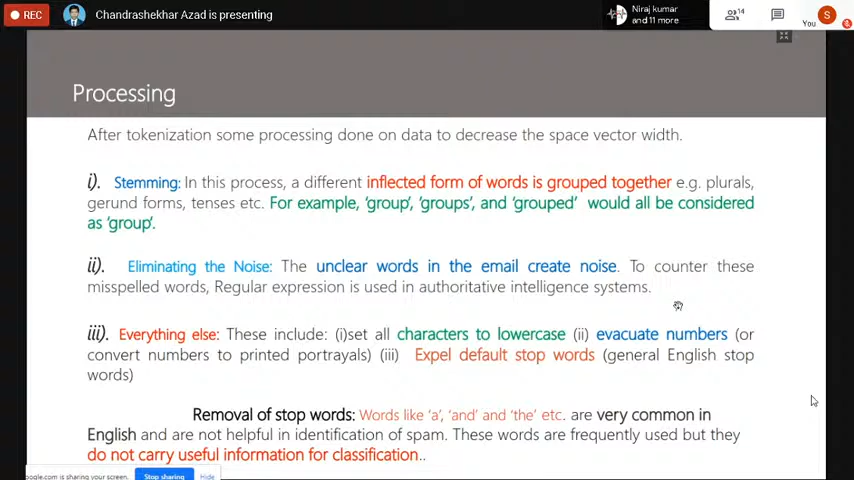 REC
Chandrashekhar Azad is presenting
Niraj kumar
and 11 more
14
You
S
Processing
After tokenization some processing done on data to decrease the space vector width.
i). Stemming: In this process, a different inflected form of words is grouped together e.g. plurals,
gerund forms, tenses etc. For example, 'group', 'groups', and 'grouped' would all be considered
as 'group'.
ii). Eliminating the Noise: The unclear words in the email create noise. To counter these
misspelled words, Regular expression is used in authoritative intelligence systems.
iii). Everything else: These include: (i)set all characters to lowercase (ii) evacuate numbers (or
convert numbers to printed portrayals) (iii) Expel default stop words (general English stop
words)
Removal of stop words: Words like 'a', 'and' and 'the' etc. are very common in
English and are not helpful in identification of spam. These words are frequently used but they
do not carry useful information for classification..
oogle.com is sharing your screen.
Stop sharing
Hide